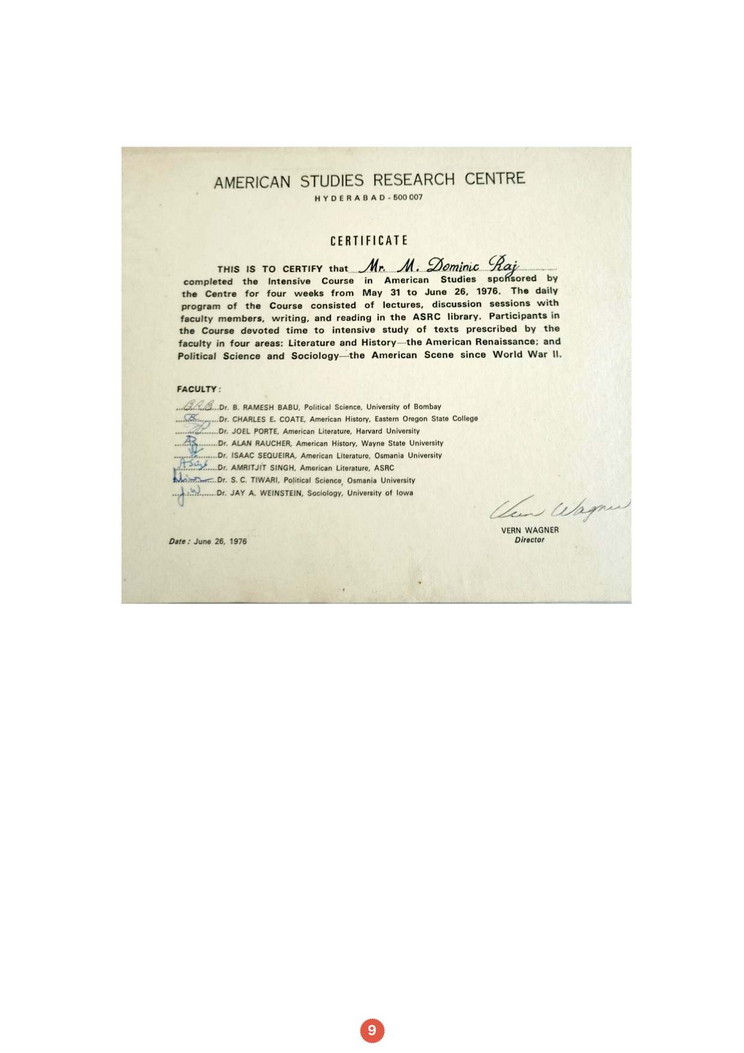 AMERICAN STUDIES RESEARCH CENTRE
HYDERABAD - 500 007
CERTIFICATE
THIS IS TO CERTIFY that Mr. M. Dominic Raj
completed the Intensive Course in American Studies sponsored by
the Centre for four weeks from May 31 to June 26, 1976. The daily
program of the Course consisted of lectures, discussion sessions with
faculty members, writing, and reading in the ASRC library. Participants in
the Course devoted time to intensive study of texts prescribed by the
faculty in four areas: Literature and History—the American Renaissance; and
Political Science and Sociology—the American Scene since World War II.
FACULTY :
B.R.B. Dr. B. RAMESH BABU, Political Science, University of Bombay
Dr. CHARLES E. COATE, American History, Eastern Oregon State College
Dr. JOEL PORTE, American Literature, Harvard University
Dr. ALAN RAUCHER, American History, Wayne State University
Dr. ISAAC SEQUEIRA, American Literature, Osmania University
Dr. AMRITJIT SINGH, American Literature, ASRC
Dr. S. C. TIWARI, Political Science, Osmania University
J.W. Dr. JAY A. WEINSTEIN, Sociology, University of Iowa
Vern Wagner
VERN WAGNER
Director
Date : June 26, 1976
9